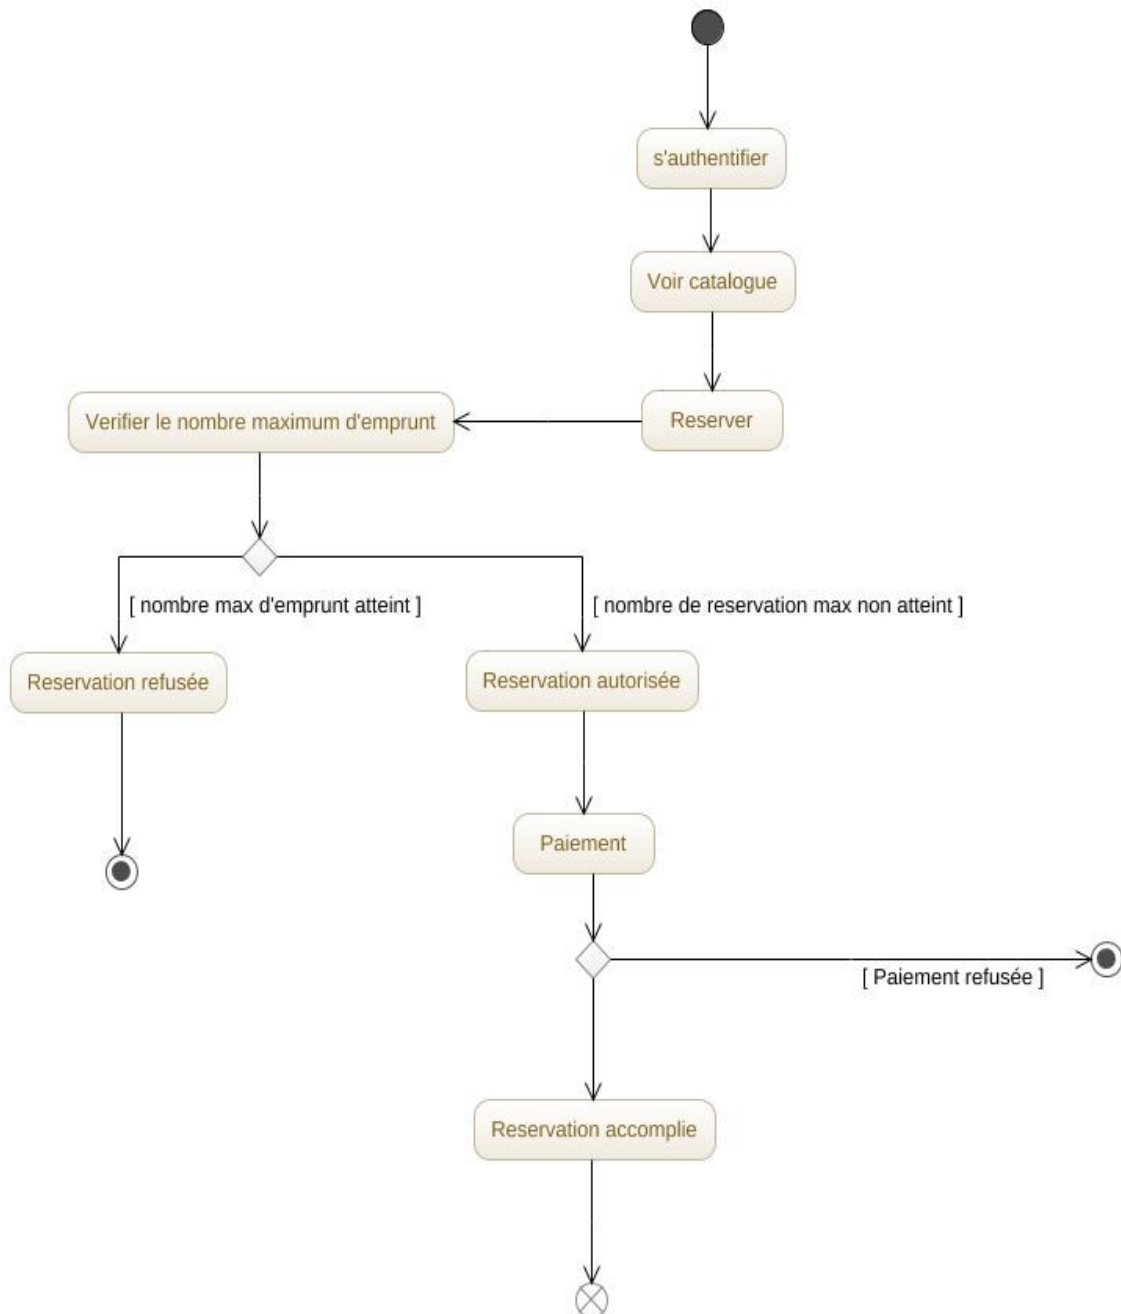 s'authentifier
Voir catalogue
Reserver
Verifier le nombre maximum d'emprunt
[ nombre max d'emprunt atteint ]
[ nombre de reservation max non atteint ]
Reservation refusée
Reservation autorisée
Paiement
[ Paiement refusée ]
Reservation accomplie